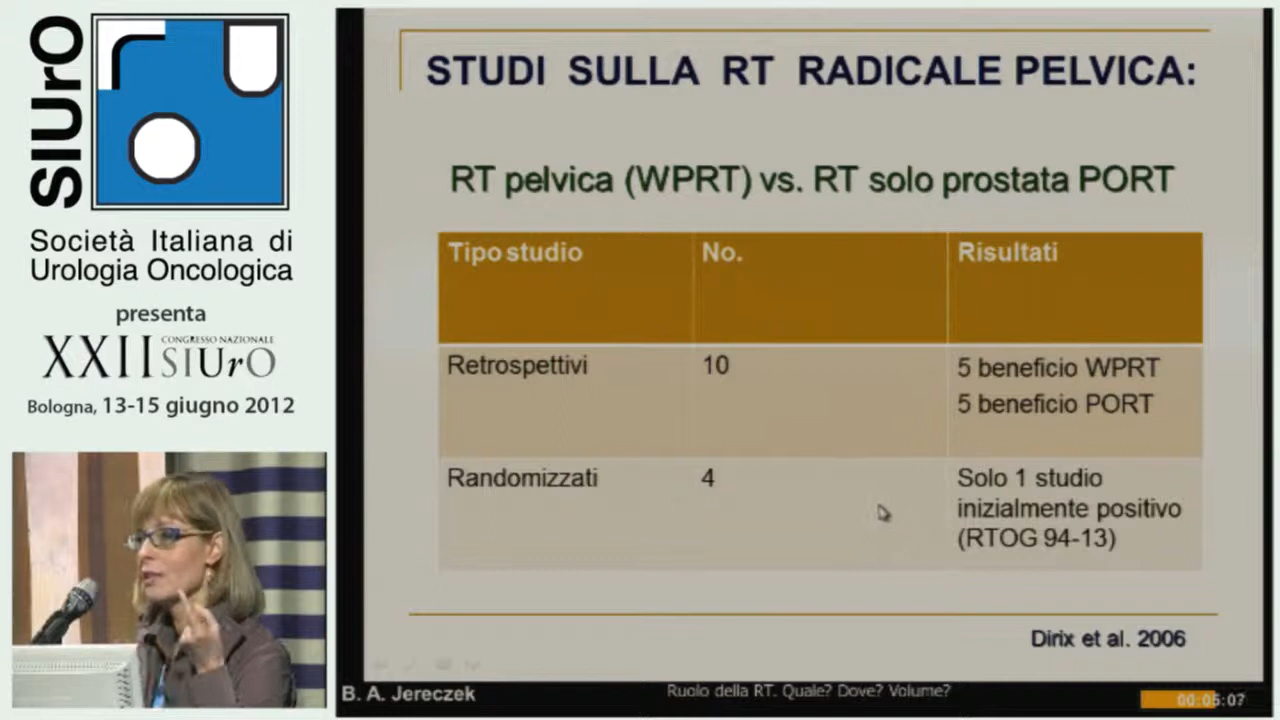 SIUrO
Società Italiana di
Urologia Oncologica
presenta
XXII CONGRESSO NAZIONALE SIUrO
Bologna, 13-15 giugno 2012
STUDI SULLA RT RADICALE PELVICA:
RT pelvica (WPRT) vs. RT solo prostata PORT
Tipo studio No. Risultati
Retrospettivi 10 5 beneficio WPRT
5 beneficio PORT
Randomizzati 4 Solo 1 studio
inizialmente positivo
(RTOG 94-13)
Dirix et al. 2006
B. A. Jereczek
Ruolo della RT. Quale? Dove? Volume?
00:05:07